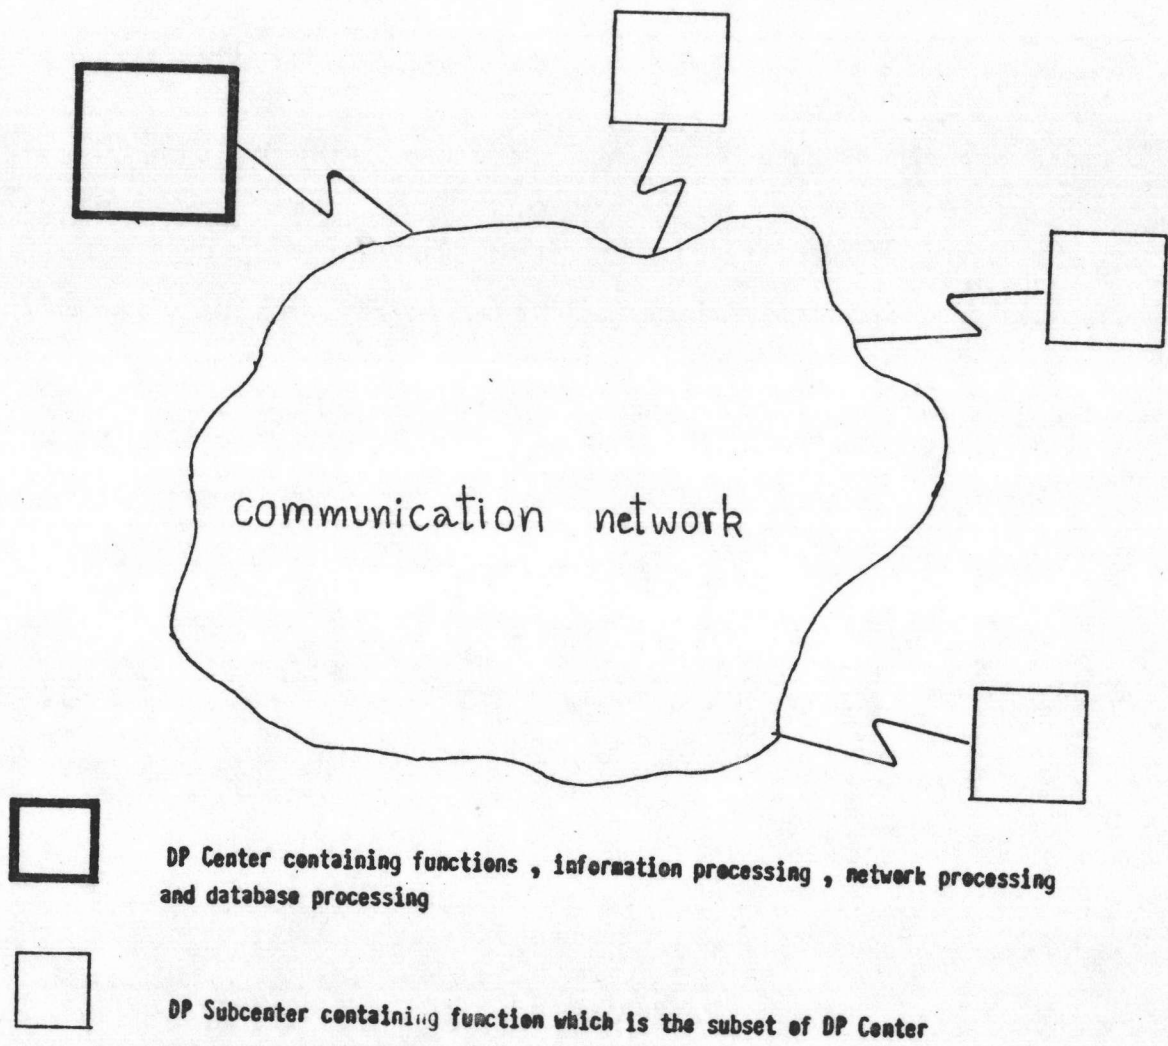 communication network
DP Center containing functions , information processing , network processing
and database processing
DP Subcenter containing function which is the subset of DP Center